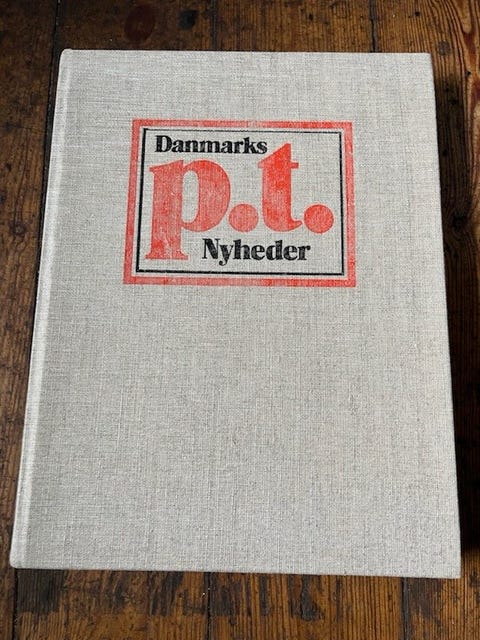 Danmarks
p.t.
Nyheder